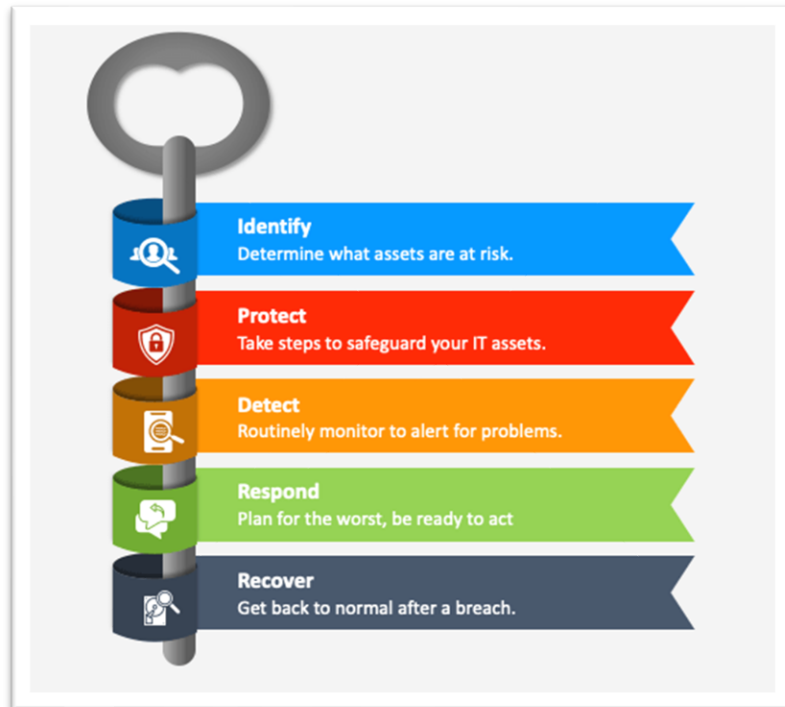 Identify
Determine what assets are at risk.
Protect
Take steps to safeguard your IT assets.
Detect
Routinely monitor to alert for problems.
Respond
Plan for the worst, be ready to act
Recover
Get back to normal after a breach.